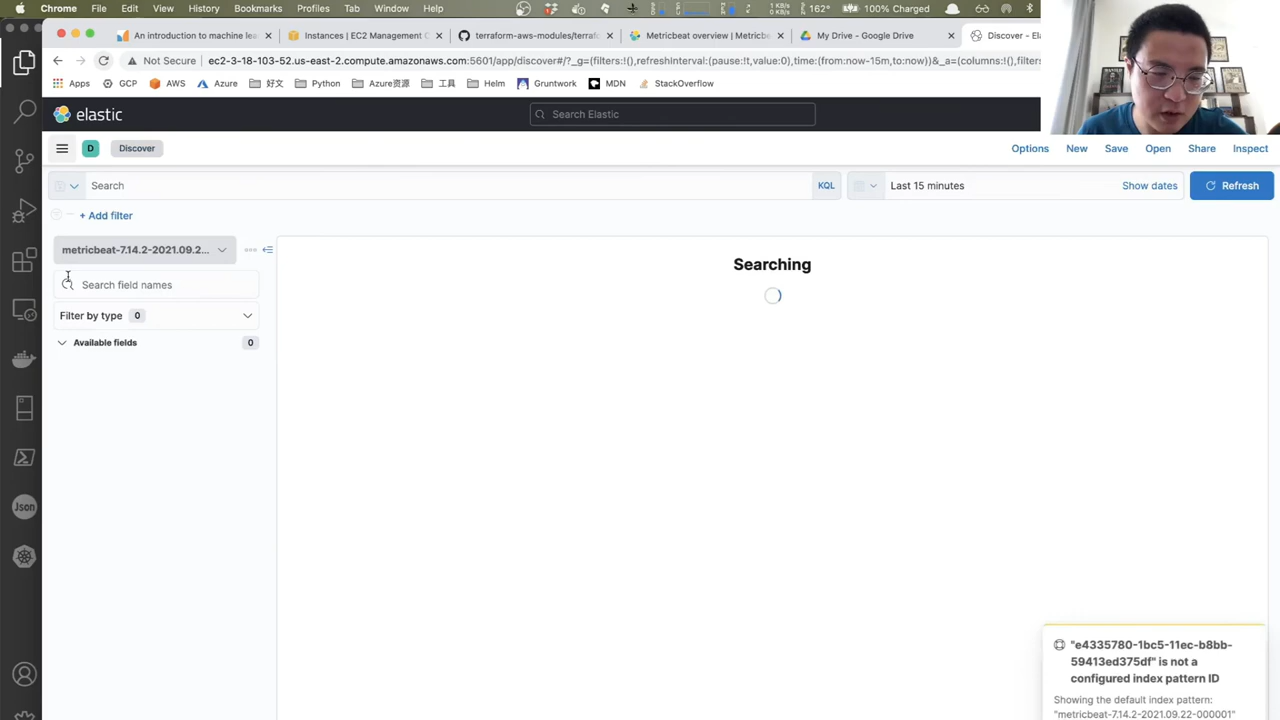 Chrome File Edit View History Bookmarks Profiles Tab Window Help 1 KB/s 162° 100% Charged
An introduction to machine lea
Instances | EC2 Management C
terraform-aws-modules/terrafo
Metricbeat overview | Metricbe
My Drive - Google Drive
Discover - Ela
Not Secure ec2-3-18-103-52.us-east-2.compute.amazonaws.com:5601/app/discover#/?_g=(filters:!(),refreshInterval:(pause:!t,value:0),time:(from:now-15m,to:now))&_a=(columns:!(),filters
Apps GCP AWS Azure 好文 Python Azure资源 工具 Helm Gruntwork MDN StackOverflow
elastic
Search Elastic
D Discover
Options New Save Open Share Inspect
Search KQL
Last 15 minutes Show dates
Refresh
+ Add filter
metricbeat-7.14.2-2021.09.2...
Search field names
Filter by type 0
Available fields 0
Searching
Json
"e4335780-1bc5-11ec-b8bb-
59413ed375df" is not a
configured index pattern ID
Showing the default index pattern:
"metricbeat-7.14.2-2021.09.22-000001"